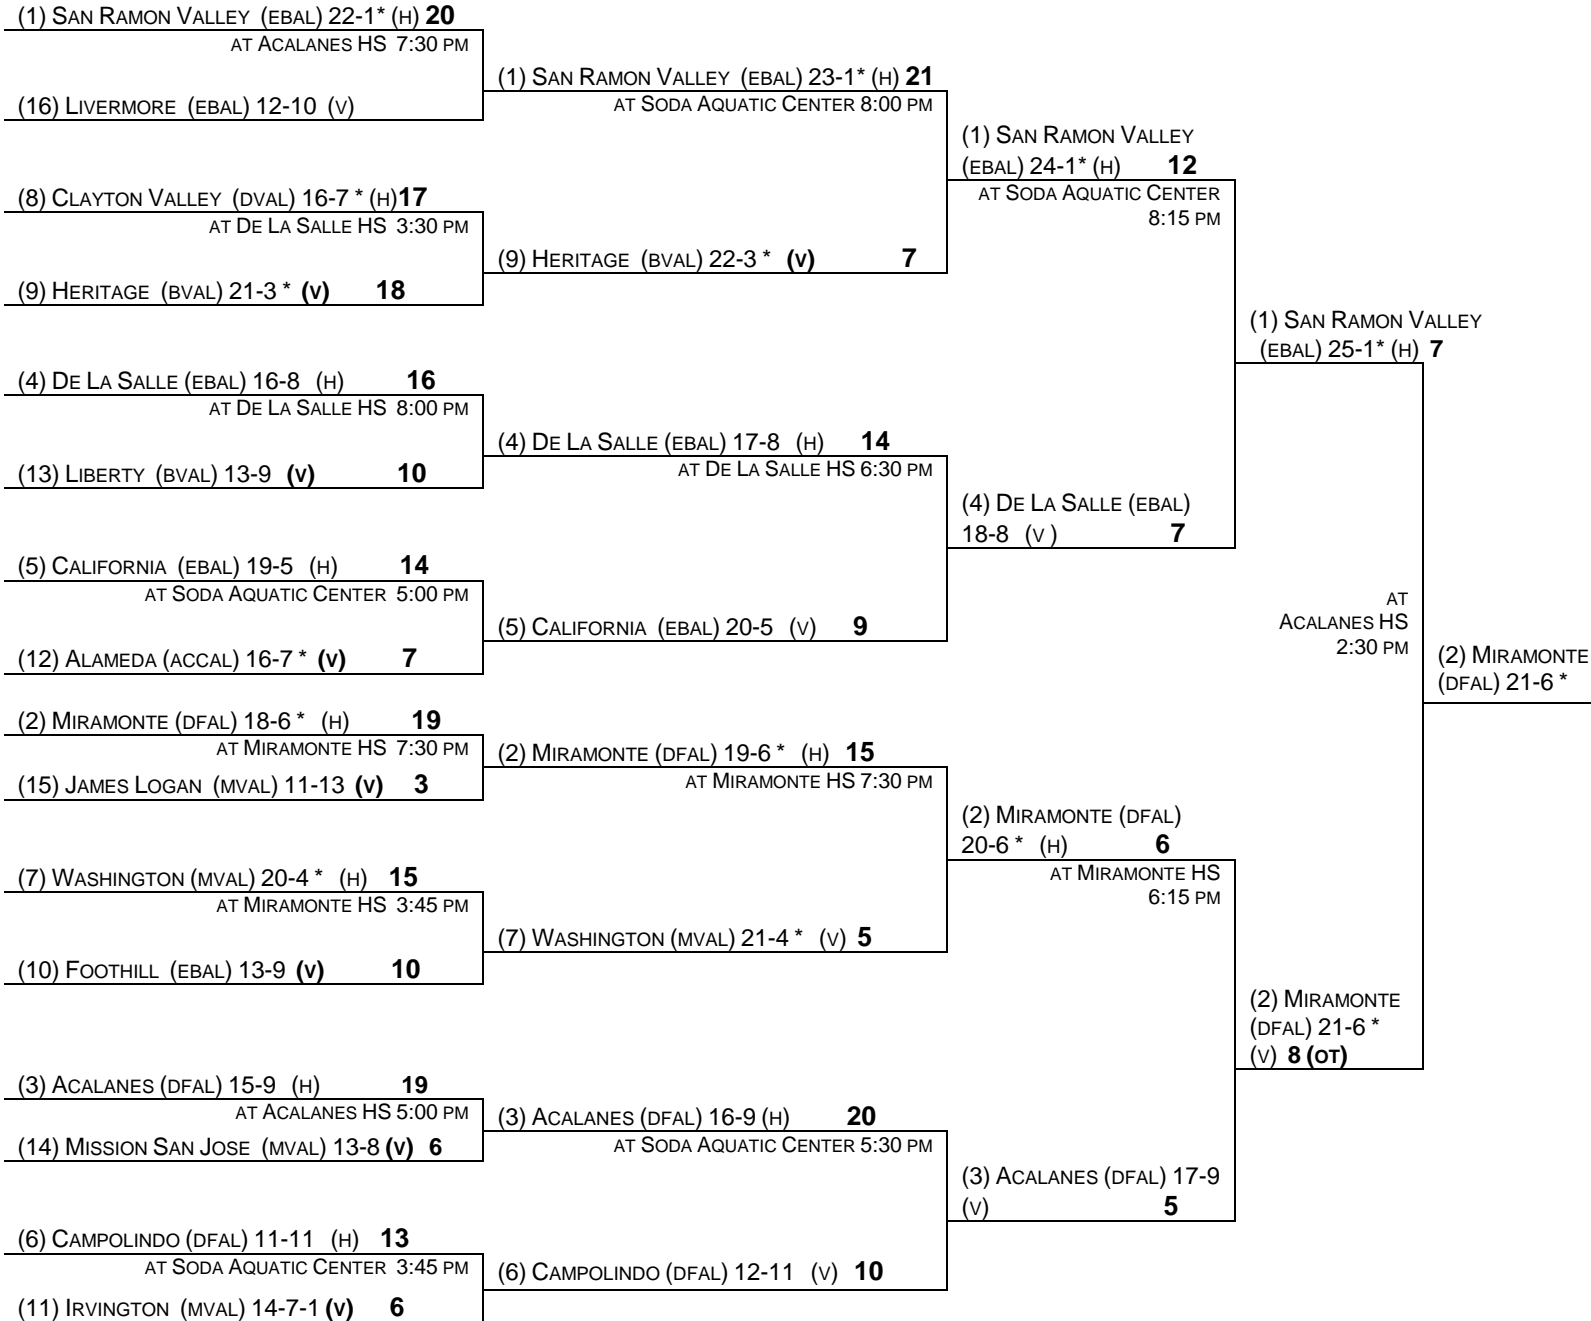 (1) SAN RAMON VALLEY (EBAL) 22-1* (H) 20
AT ACALANES HS 7:30 PM
(16) LIVERMORE (EBAL) 12-10 (V)
(8) CLAYTON VALLEY (DVAL) 16-7 * (H) 17
AT DE LA SALLE HS 3:30 PM
(9) HERITAGE (BVAL) 21-3 * (V) 18
(4) DE LA SALLE (EBAL) 16-8 (H) 16
AT DE LA SALLE HS 8:00 PM
(13) LIBERTY (BVAL) 13-9 (V) 10
(5) CALIFORNIA (EBAL) 19-5 (H) 14
AT SODA AQUATIC CENTER 5:00 PM
(12) ALAMEDA (ACCAL) 16-7 * (V) 7
(2) MIRAMONTE (DFAL) 18-6 * (H) 19
AT MIRAMONTE HS 7:30 PM
(15) JAMES LOGAN (MVAL) 11-13 (V) 3
(7) WASHINGTON (MVAL) 20-4 * (H) 15
AT MIRAMONTE HS 3:45 PM
(10) FOOTHILL (EBAL) 13-9 (V) 10
(3) ACALANES (DFAL) 15-9 (H) 19
AT ACALANES HS 5:00 PM
(14) MISSION SAN JOSE (MVAL) 13-8 (V) 6
(6) CAMPOLINDO (DFAL) 11-11 (H) 13
AT SODA AQUATIC CENTER 3:45 PM
(11) IRVINGTON (MVAL) 14-7-1 (V) 6
(1) SAN RAMON VALLEY (EBAL) 23-1* (H) 21
AT SODA AQUATIC CENTER 8:00 PM
(9) HERITAGE (BVAL) 22-3 * (V) 7
(4) DE LA SALLE (EBAL) 17-8 (H) 14
AT DE LA SALLE HS 6:30 PM
(5) CALIFORNIA (EBAL) 20-5 (V) 9
(2) MIRAMONTE (DFAL) 19-6 * (H) 15
AT MIRAMONTE HS 7:30 PM
(7) WASHINGTON (MVAL) 21-4 * (V) 5
(3) ACALANES (DFAL) 16-9 (H) 20
AT SODA AQUATIC CENTER 5:30 PM
(6) CAMPOLINDO (DFAL) 12-11 (V) 10
(1) SAN RAMON VALLEY
(EBAL) 24-1* (H) 12
AT SODA AQUATIC CENTER
8:15 PM
(4) DE LA SALLE (EBAL)
18-8 (V ) 7
(2) MIRAMONTE (DFAL)
20-6 * (H) 6
AT MIRAMONTE HS
6:15 PM
(3) ACALANES (DFAL) 17-9
(V) 5
(1) SAN RAMON VALLEY
(EBAL) 25-1* (H) 7
AT
ACALANES HS
2:30 PM
(2) MIRAMONTE
(DFAL) 21-6 *
(V) 8 (OT)
(2) MIRAMONTE
(DFAL) 21-6 *